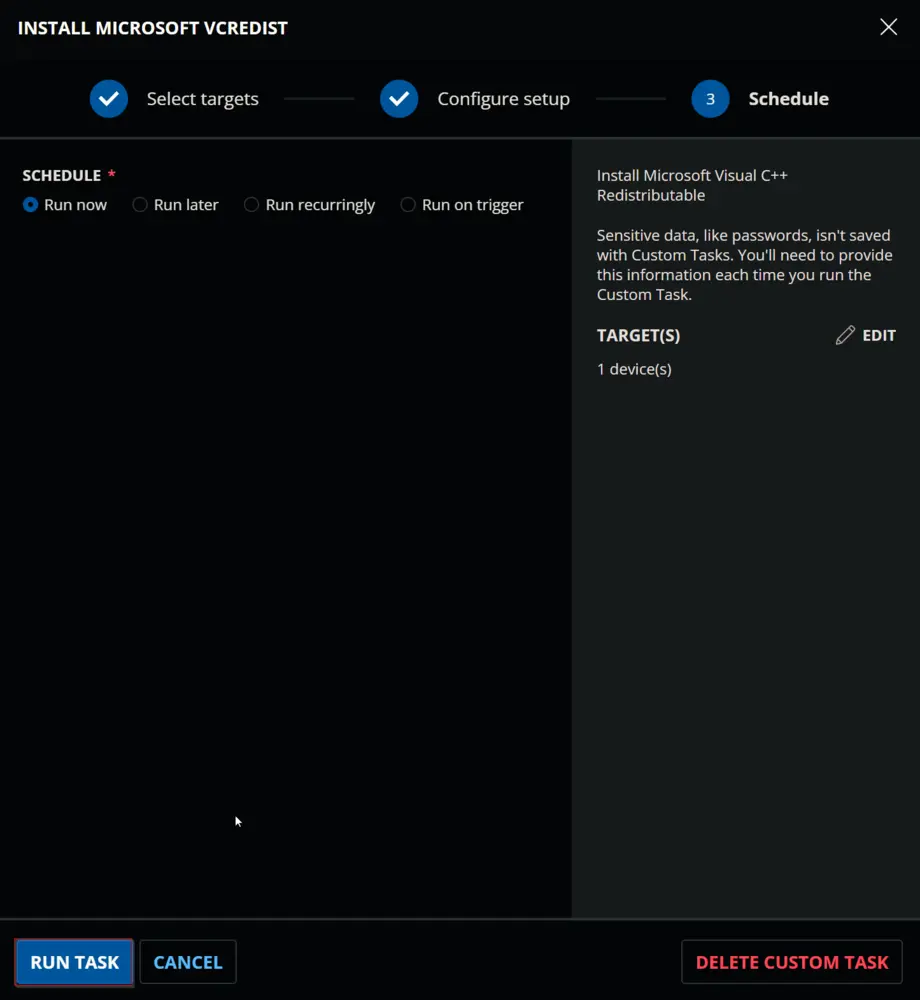 INSTALL MICROSOFT VCREDIST
Select targets
Configure setup
3 Schedule
SCHEDULE *
Run now Run later Run recurringly Run on trigger
Install Microsoft Visual C++
Redistributable
Sensitive data, like passwords, isn't saved
with Custom Tasks. You'll need to provide
this information each time you run the
Custom Task.
TARGET(S) EDIT
1 device(s)
RUN TASK CANCEL DELETE CUSTOM TASK